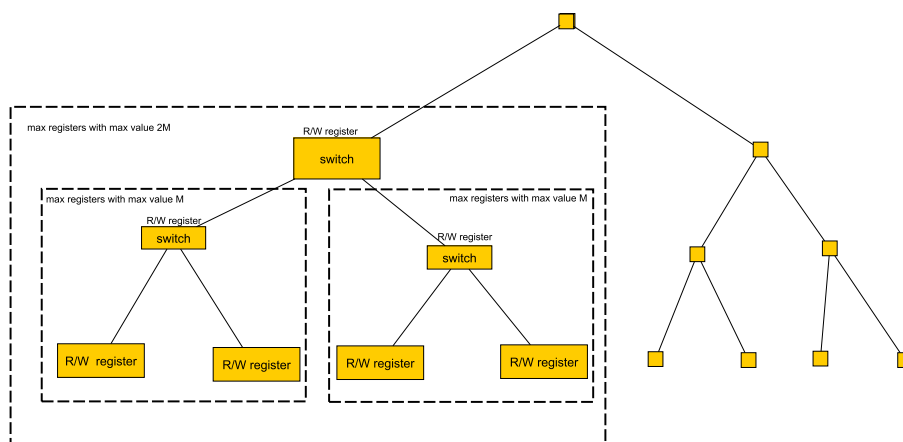 max registers with max value 2M
R/W register
switch
max registers with max value M
R/W register
switch
max registers with max value M
R/W register
switch
R/W  register
R/W register
R/W register
R/W register